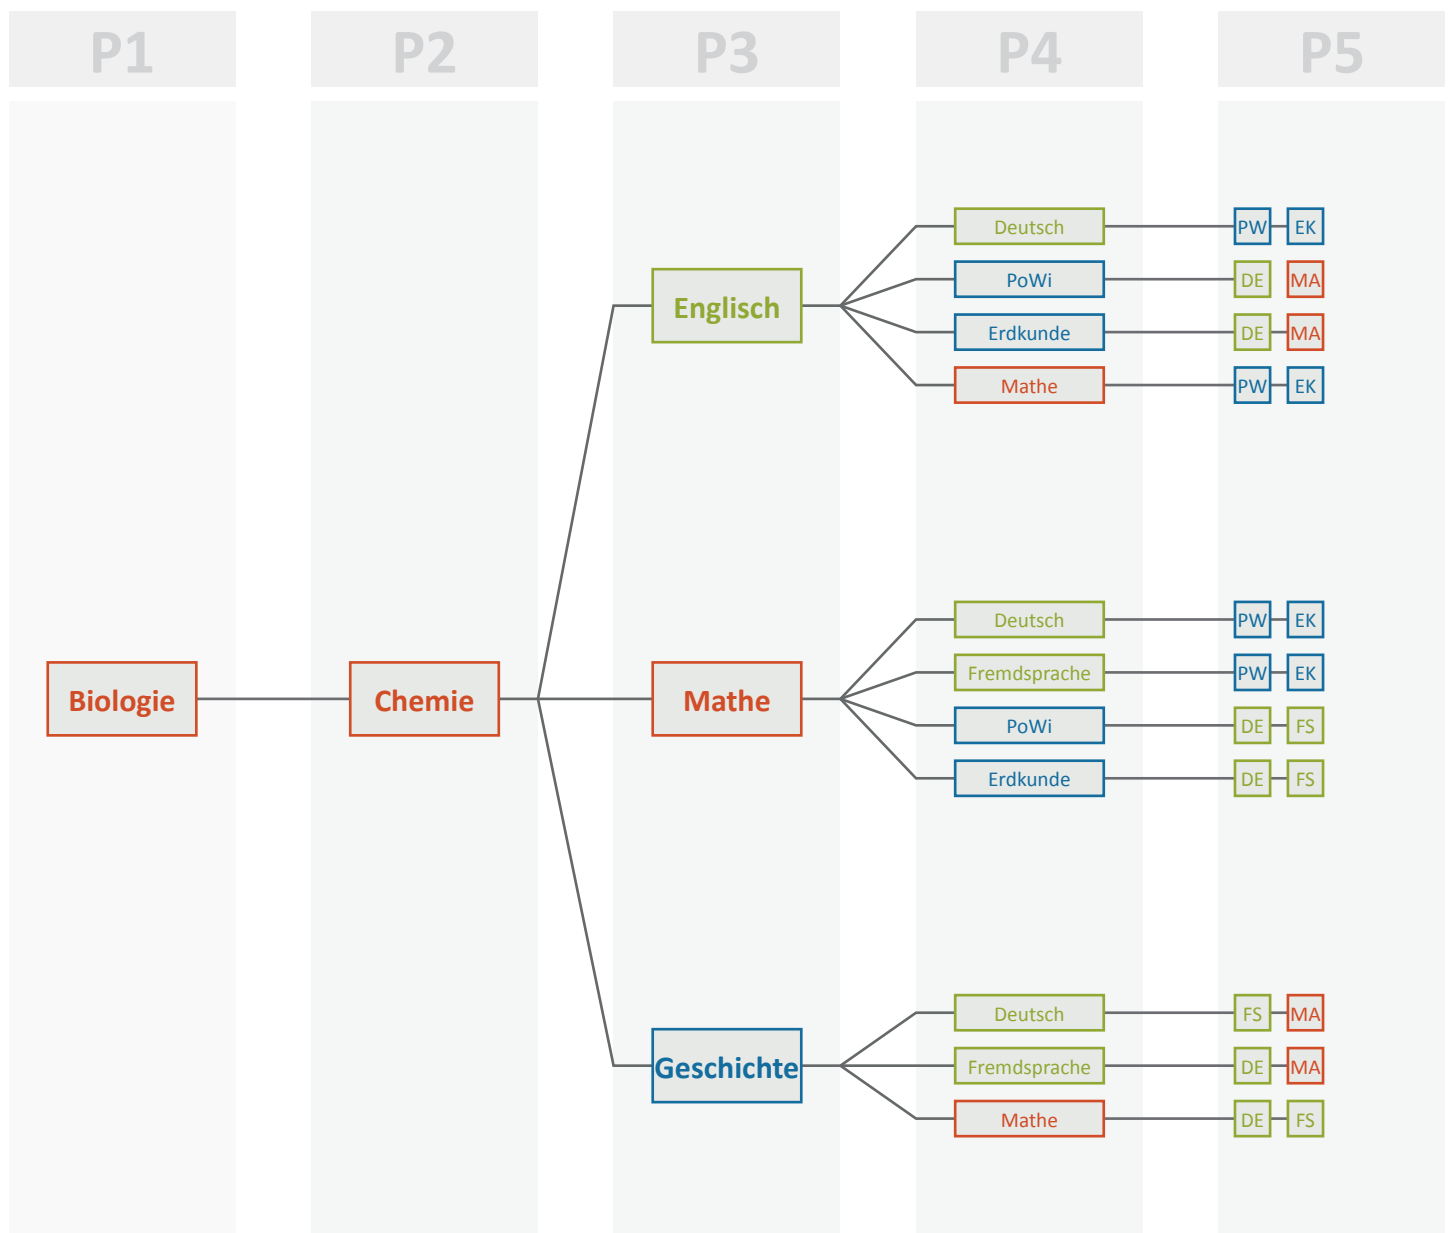 P1 P2 P3 P4 P5
Deutsch PW EK
PoWi DE MA
Englisch
Erdkunde DE MA
Mathe PW EK
Deutsch PW EK
Fremdsprache PW EK
Biologie Chemie Mathe
PoWi DE FS
Erdkunde DE FS
Deutsch FS MA
Geschichte Fremdsprache DE MA
Mathe DE FS